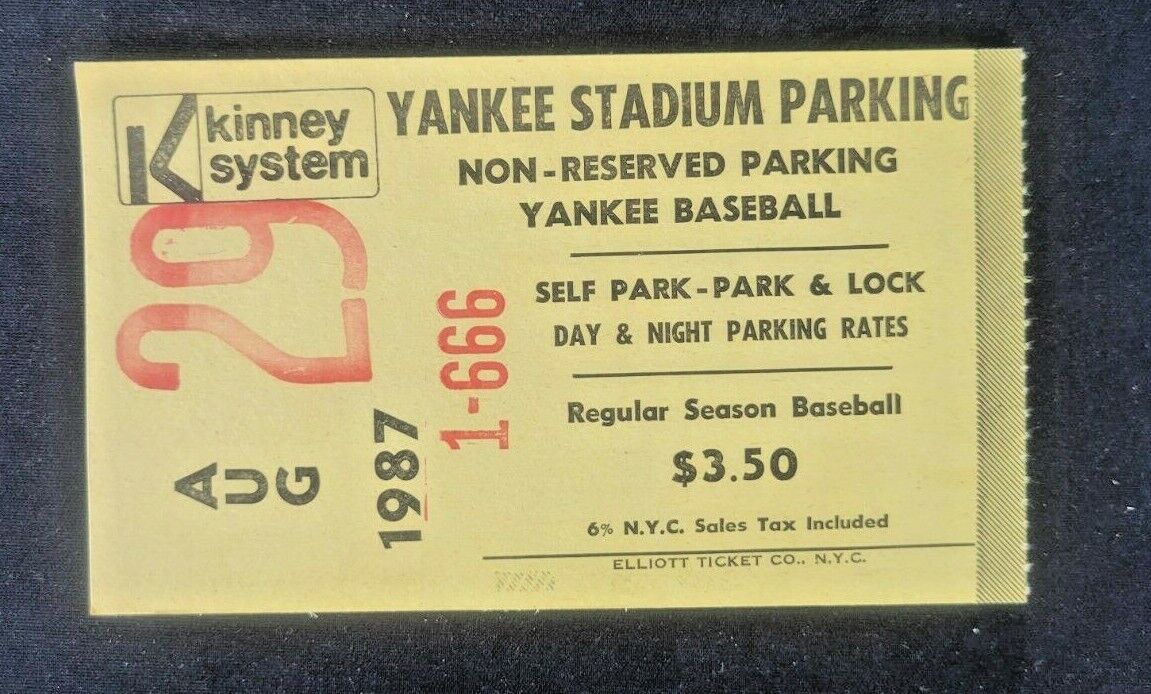 kinney
system
YANKEE STADIUM PARKING
NON-RESERVED PARKING
YANKEE BASEBALL
SELF PARK-PARK & LOCK
DAY & NIGHT PARKING RATES
Regular Season Baseball
$3.50
6% N.Y.C. Sales Tax Included
ELLIOTT TICKET CO., N.Y.C.
AUG
29
1987
1-666